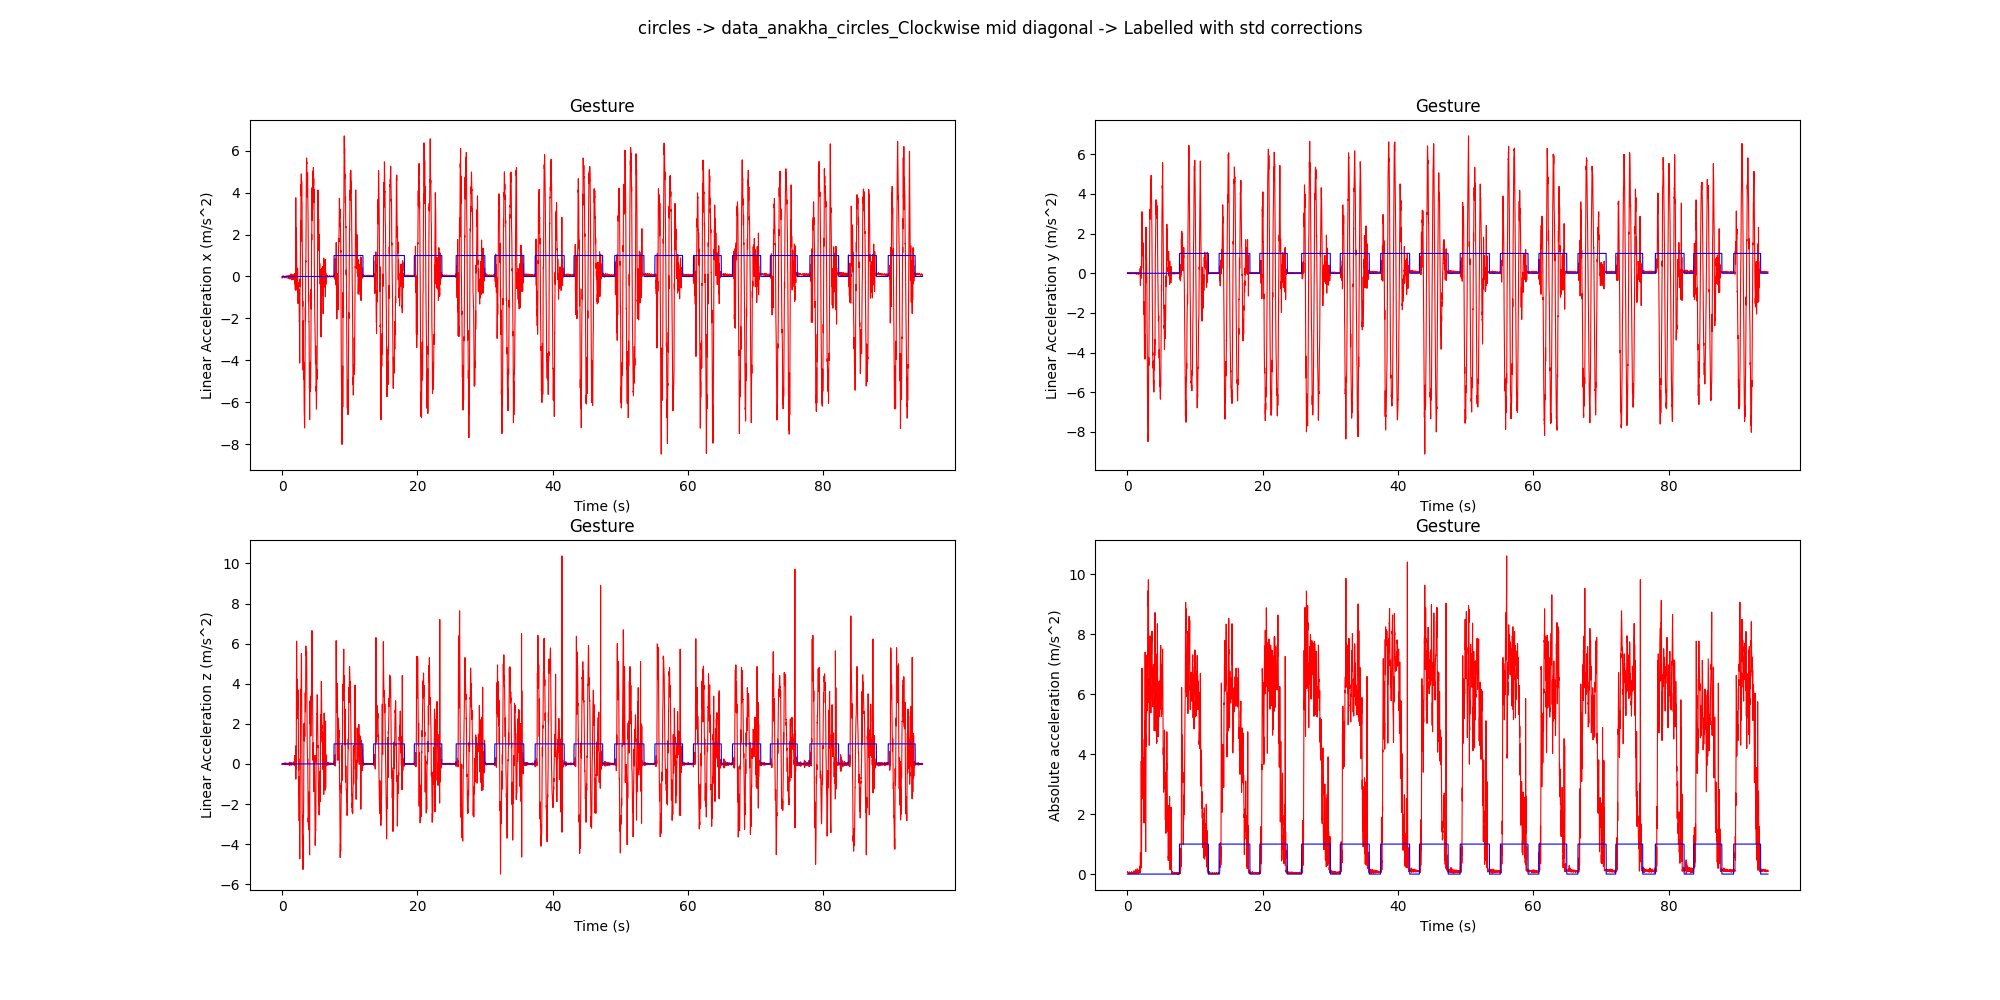 circles -> data_anakha_circles_Clockwise mid diagonal -> Labelled with std corrections
Gesture
Linear Acceleration x (m/s^2)
6
4
2
0
−2
−4
−6
−8
0 20 40 60 80
Time (s)
Gesture
Linear Acceleration y (m/s^2)
6
4
2
0
−2
−4
−6
−8
0 20 40 60 80
Time (s)
Gesture
Linear Acceleration z (m/s^2)
10
8
6
4
2
0
−2
−4
−6
0 20 40 60 80
Time (s)
Gesture
Absolute acceleration (m/s^2)
10
8
6
4
2
0
0 20 40 60 80
Time (s)